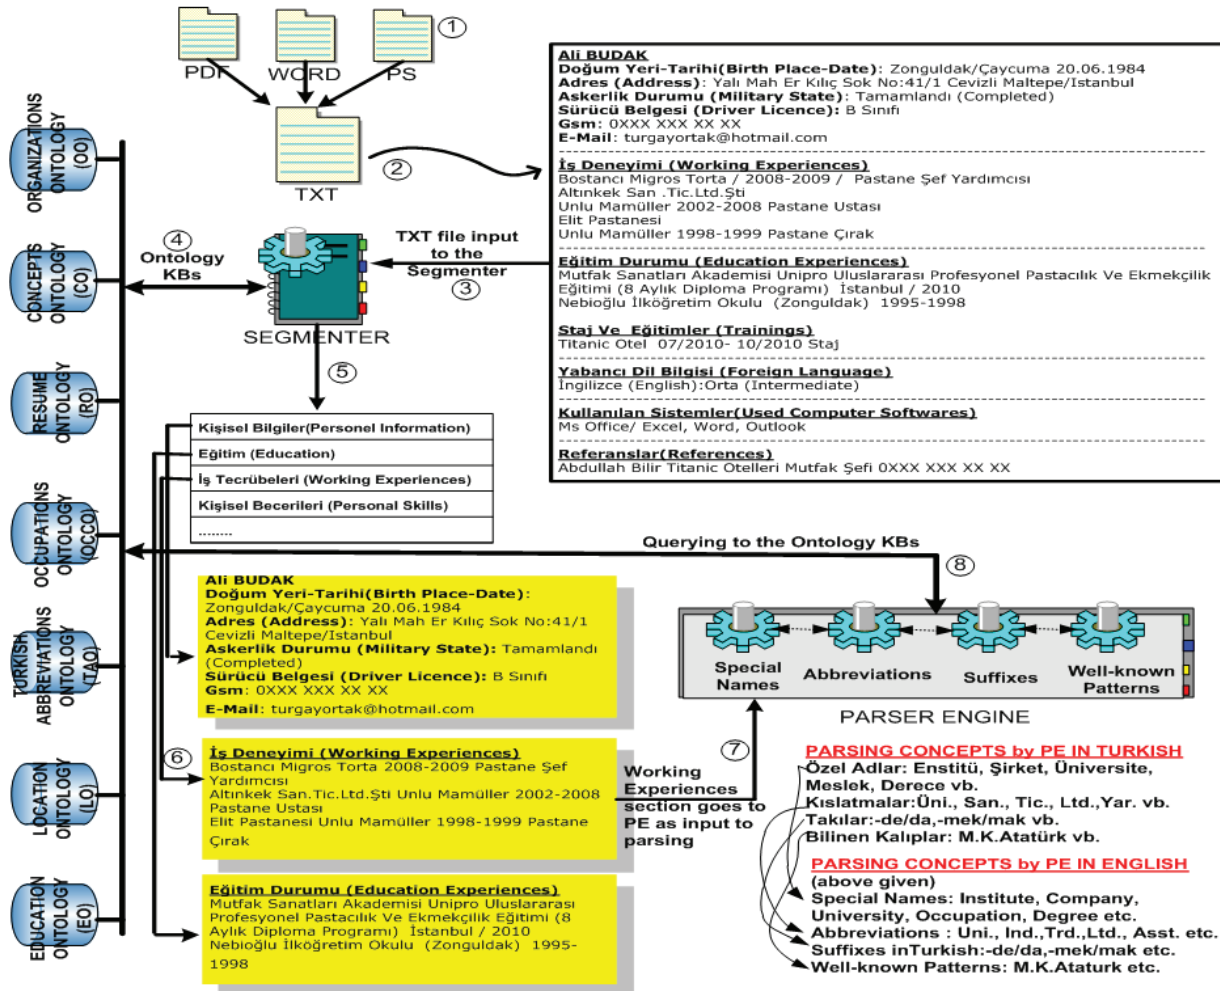 1
PDF
WORD
PS
2
TXT
Ali BUDAK
Doğum Yeri-Tarihi(Birth Place-Date): Zonguldak/Çaycuma 20.06.1984
Adres (Address): Yalı Mah Er Kılıç Sok No:41/1 Cevizli Maltepe/Istanbul
Askerlik Durumu (Military State): Tamamlandı (Completed)
Sürücü Belgesi (Driver Licence): B Sınıfı
Gsm: 0XXX XXX XX XX
E-Mail: turgayortak@hotmail.com
İş Deneyimi (Working Experiences)
Bostancı Migros Torta / 2008-2009 / Pastane Şef Yardımcısı
Altınkek San .Tic.Ltd.Şti
Unlu Mamüller 2002-2008 Pastane Ustası
Elit Pastanesi
Unlu Mamüller 1998-1999 Pastane Çırak
Eğitim Durumu (Education Experiences)
Mutfak Sanatları Akademisi Unipro Uluslararası Profesyonel Pastacılık Ve Ekmekçilik
Eğitimi (8 Aylık Diploma Programı) İstanbul / 2010
Nebioğlu İlköğretim Okulu (Zonguldak) 1995-1998
Staj Ve Eğitimler (Trainings)
Titanic Otel 07/2010- 10/2010 Staj
Yabancı Dil Bilgisi (Foreign Language)
İngilizce (English):Orta (Intermediate)
Kullanılan Sistemler(Used Computer Softwares)
Ms Office/ Excel, Word, Outlook
Referanslar(References)
Abdullah Bilir Titanic Otelleri Mutfak Şefi 0XXX XXX XX XX
ORGANIZATIONS
ONTOLOGY
(OO)
CONCEPTS
ONTOLOGY
(CO)
RESUME
ONTOLOGY
(RO)
OCCUPATIONS
ONTOLOGY
(OCCO)
TURKISH
ABBREVIATIONS
ONTOLOGY
(TAO)
LOCATION
ONTOLOGY
(LO)
EDUCATION
ONTOLOGY
(EO)
4
Ontology
KBs
TXT file input
to the
Segmenter
3
SEGMENTER
5
Kişisel Bilgiler(Personel Information)
Eğitim (Education)
İş Tecrübeleri (Working Experiences)
Kişisel Becerileri (Personal Skills)
........
Querying to the Ontology KBs
8
Ali BUDAK
Doğum Yeri-Tarihi(Birth Place-Date):
Zonguldak/Çaycuma 20.06.1984
Adres (Address): Yalı Mah Er Kılıç Sok No:41/1
Cevizli Maltepe/Istanbul
Askerlik Durumu (Military State): Tamamlandı
(Completed)
Sürücü Belgesi (Driver Licence): B Sınıfı
Gsm: 0XXX XXX XX XX
E-Mail: turgayortak@hotmail.com
6
İş Deneyimi (Working Experiences)
Bostancı Migros Torta 2008-2009 Pastane Şef
Yardımcısı
Altınkek San.Tic.Ltd.Şti Unlu Mamüller 2002-2008
Pastane Ustası
Elit Pastanesi Unlu Mamüller 1998-1999 Pastane
Çırak
Eğitim Durumu (Education Experiences)
Mutfak Sanatları Akademisi Unipro Uluslararası
Profesyonel Pastacılık Ve Ekmekçilik Eğitimi (8
Aylık Diploma Programı) İstanbul / 2010
Nebioğlu İlköğretim Okulu (Zonguldak) 1995-
1998
Special
Names
Abbreviations
Suffixes
Well-known
Patterns
PARSER ENGINE
7
Working
Experiences
section goes to
PE as input to
parsing
PARSING CONCEPTS by PE IN TURKISH
Özel Adlar: Enstitü, Şirket, Üniversite,
Meslek, Derece vb.
Kıslatmalar:Üni., San., Tic., Ltd.,Yar. vb.
Takılar:-de/da,-mek/mak vb.
Bilinen Kalıplar: M.K.Atatürk vb.
PARSING CONCEPTS by PE IN ENGLISH
(above given)
Special Names: Institute, Company,
University, Occupation, Degree etc.
Abbreviations : Uni., Ind.,Trd.,Ltd., Asst. etc.
Suffixes inTurkish:-de/da,-mek/mak etc.
Well-known Patterns: M.K.Ataturk etc.